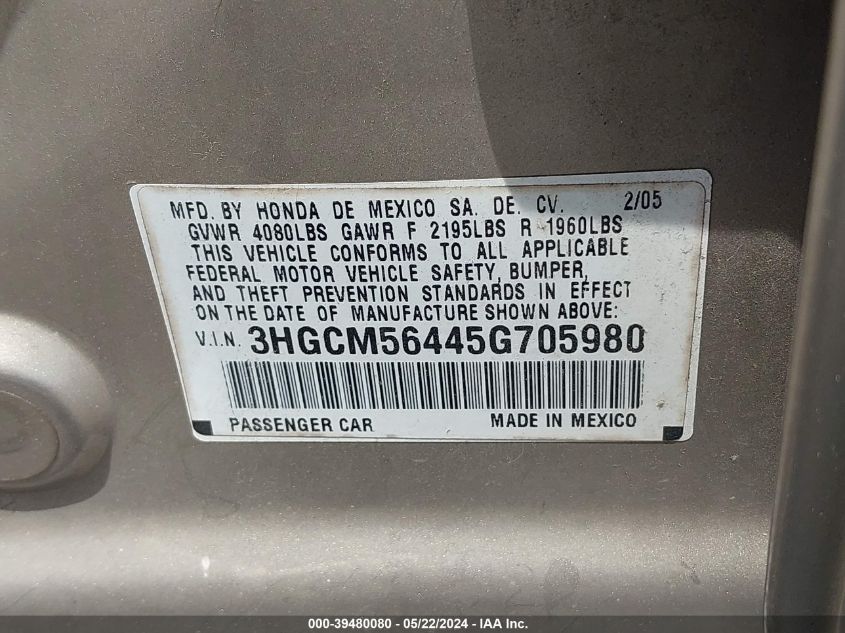 MFD. BY HONDA DE MEXICO SA. DE. CV. 2/05
GVWR 4080LBS GAWR F 2195LBS R 1960LBS
THIS VEHICLE CONFORMS TO ALL APPLICABLE
FEDERAL MOTOR VEHICLE SAFETY, BUMPER,
AND THEFT PREVENTION STANDARDS IN EFFECT
ON THE DATE OF MANUFACTURE SHOWN ABOVE:
V.I.N. 3HGCM56445G705980
PASSENGER CAR MADE IN MEXICO
000-39480080 - 05/22/2024 - IAA Inc.